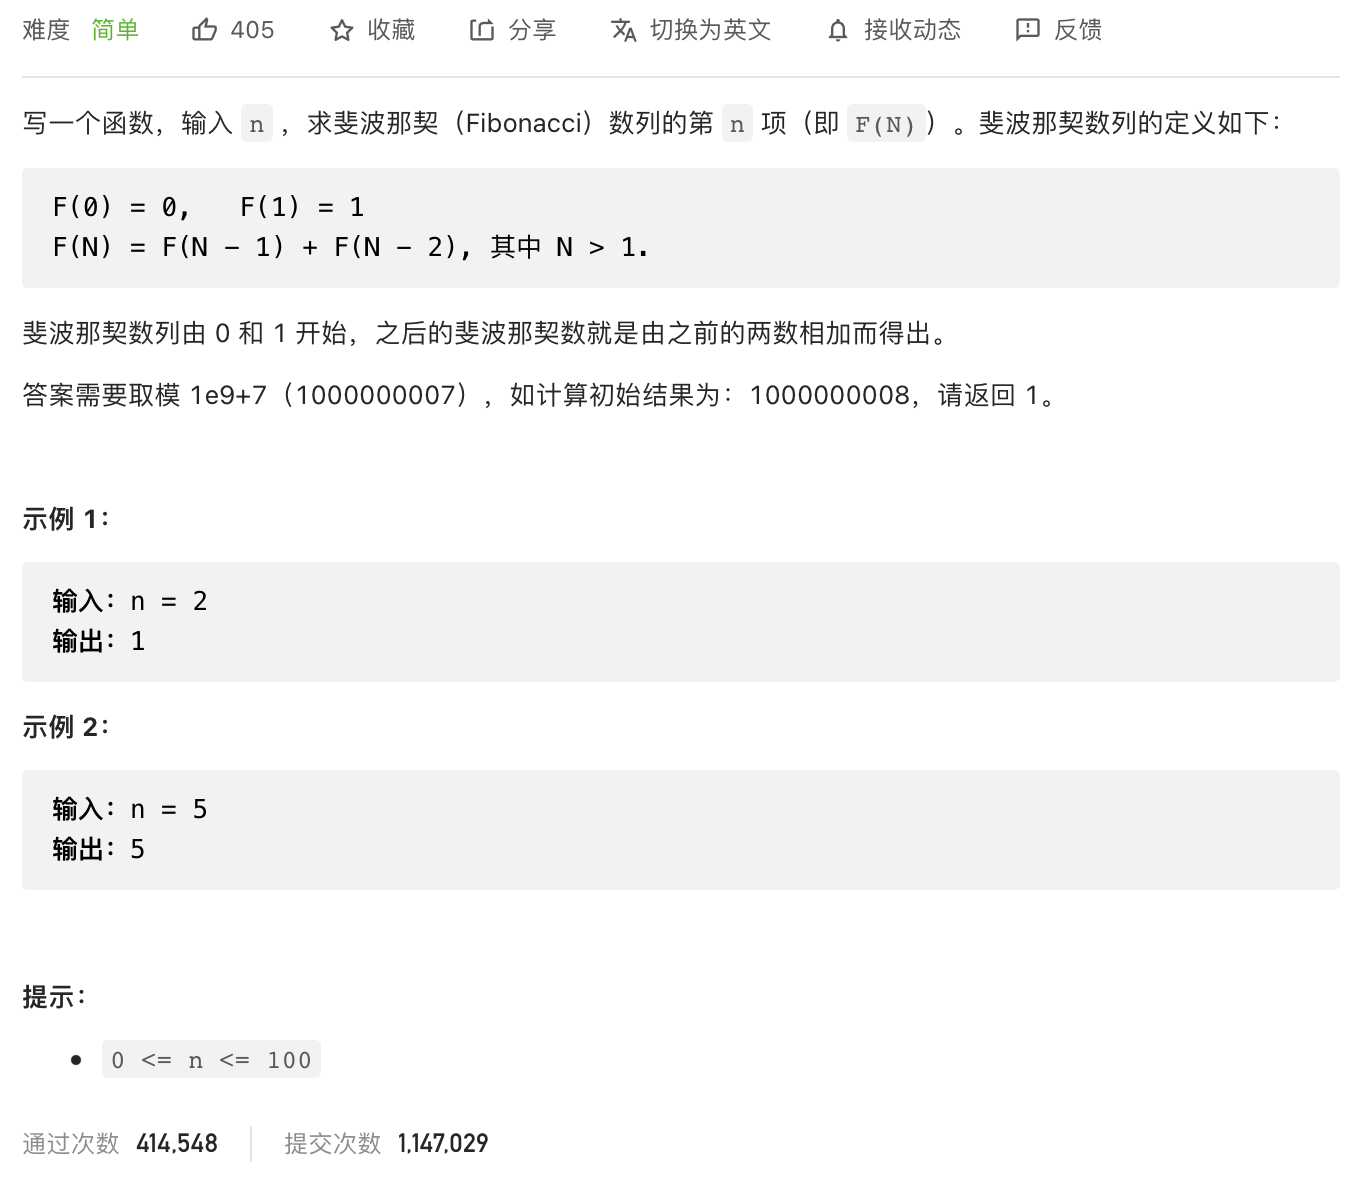 难度 简单 405 收藏 分享 切换为英文 接收动态 反馈
写一个函数，输入 n ，求斐波那契（Fibonacci）数列的第 n 项（即 F(N)）。斐波那契数列的定义如下：
F(0) = 0,   F(1) = 1
F(N) = F(N - 1) + F(N - 2), 其中 N > 1.
斐波那契数列由 0 和 1 开始，之后的斐波那契数就是由之前的两数相加而得出。
答案需要取模 1e9+7（1000000007），如计算初始结果为：1000000008，请返回 1。
示例 1：
输入：n = 2
输出：1
示例 2：
输入：n = 5
输出：5
提示：
0 <= n <= 100
通过次数 414,548 提交次数 1,147,029